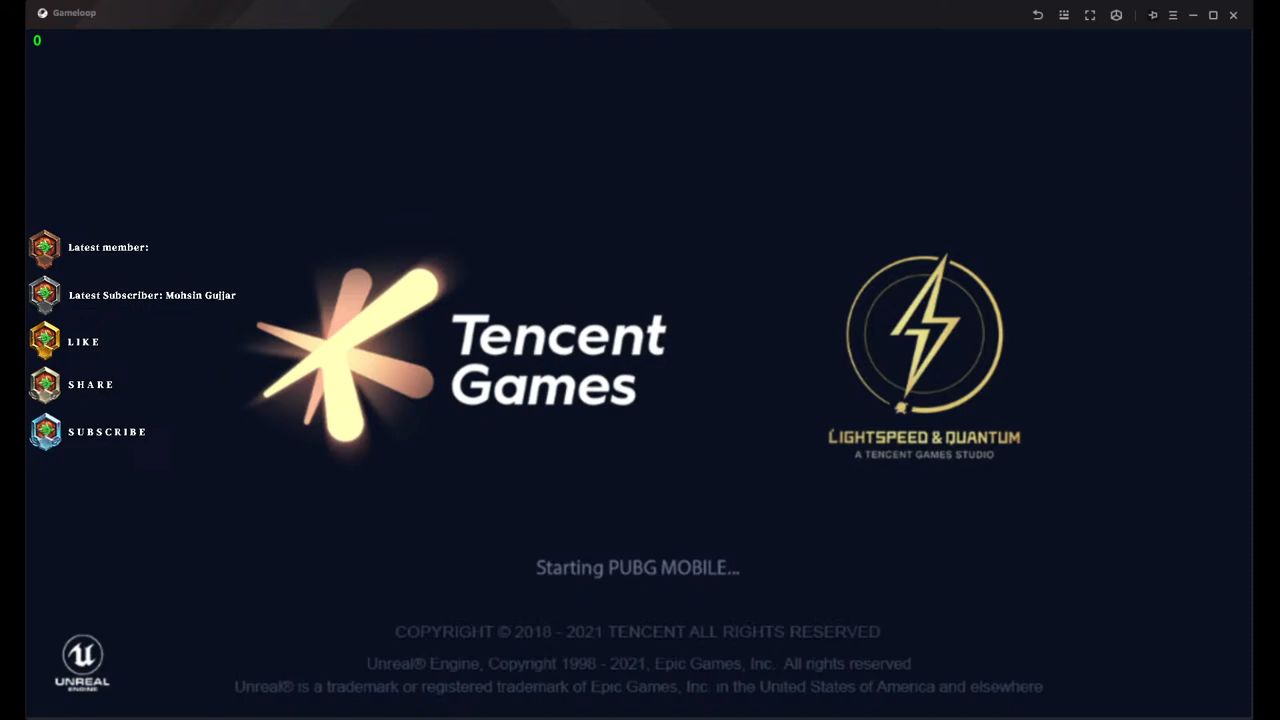 Gameloop
0
Latest member:
Latest Subscriber: Mohsin Gujjar
LIKE
SHARE
SUBSCRIBE
Tencent
Games
LIGHTSPEED & QUANTUM
A TENCENT GAMES STUDIO
Starting PUBG MOBILE...
COPYRIGHT © 2018 - 2021 TENCENT ALL RIGHTS RESERVED
Unreal® Engine, Copyright 1998 - 2021, Epic Games, Inc. All rights reserved
Unreal® is a trademark or registered trademark of Epic Games, Inc. in the United States of America and elsewhere
UNREAL
ENGINE